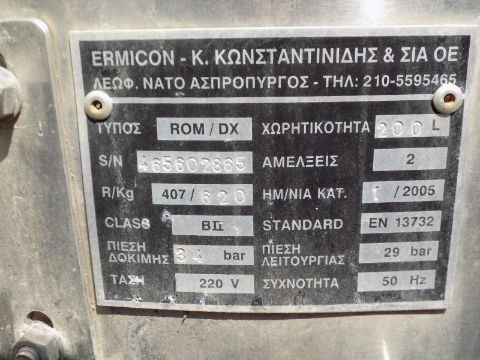 ERMICON - Κ. ΚΩΝΣΤΑΝΤΙΝΙΔΗΣ & ΣΙΑ ΟΕ
ΛΕΩΦ. ΝΑΤΟ ΑΣΠΡΟΠΥΡΓΟΣ - ΤΗΛ: 210-5595465
ΤΥΠΟΣ ROM / DX ΧΩΡΗΤΙΚΟΤΗΤΑ 200 L
S/N 465602865 ΑΜΕΛΞΕΙΣ 2
R/Kg 407 / 620 ΗΜ/ΝΙΑ ΚΑΤ. 1 / 2005
CLASS BII STANDARD EN 13732
ΠΙΕΣΗ ΔΟΚΙΜΗΣ 34 bar ΠΙΕΣΗ ΛΕΙΤΟΥΡΓΙΑΣ 29 bar
ΤΑΣΗ 220 V ΣΥΧΝΟΤΗΤΑ 50 Hz